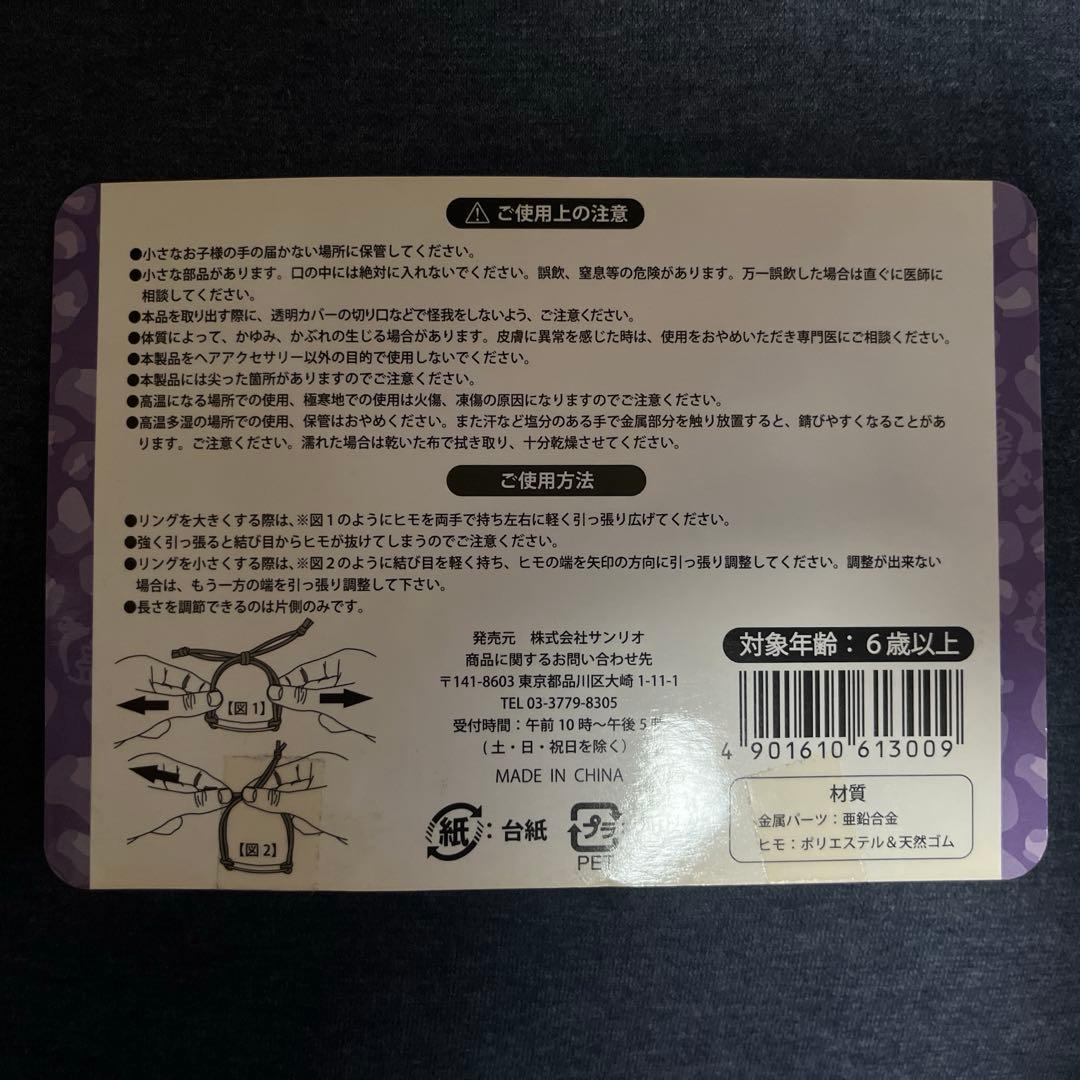 ⚠ ご使用上の注意
●小さなお子様の手の届かない場所に保管してください。
●小さな部品があります。口の中には絶対に入れないでください。誤飲、窒息等の危険があります。万一誤飲した場合は直ぐに医師に
相談してください。
●本品を取り出す際に、透明カバーの切り口などで怪我をしないよう、ご注意ください。
●体質によって、かゆみ、かぶれの生じる場合があります。皮膚に異常を感じた時は、使用をおやめいただき専門医にご相談ください。
●本製品をヘアアクセサリー以外の目的で使用しないでください。
●本製品には尖った箇所がありますのでご注意ください。
●高温になる場所での使用、極寒地での使用は火傷、凍傷の原因になりますのでご注意ください。
●高温多湿の場所での使用、保管はおやめください。また汗など塩分のある手で金属部分を触り放置すると、錆びやすくなることがあ
ります。ご注意ください。濡れた場合は乾いた布で拭き取り、十分乾燥させてください。
ご使用方法
●リングを大きくする際は、※図1のようにヒモを両手で持ち左右に軽く引っ張り広げてください。
●強く引っ張ると結び目からヒモが抜けてしまうのでご注意ください。
●リングを小さくする際は、※図2のように結び目を軽く持ち、ヒモの端を矢印の方向に引っ張り調整してください。調整が出来ない
場合は、もう一方の端を引っ張り調整して下さい。
●長さを調節できるのは片側のみです。
【図1】
【図2】
発売元 株式会社サンリオ
商品に関するお問い合わせ先
〒141-8603 東京都品川区大崎1-11-1
TEL 03-3779-8305
受付時間：午前10時～午後5時
(土・日・祝日を除く)
MADE IN CHINA
紙：台紙
プラ
PET
対象年齢：6歳以上
4 901610 613009
材質
金属パーツ：亜鉛合金
ヒモ：ポリエステル＆天然ゴム